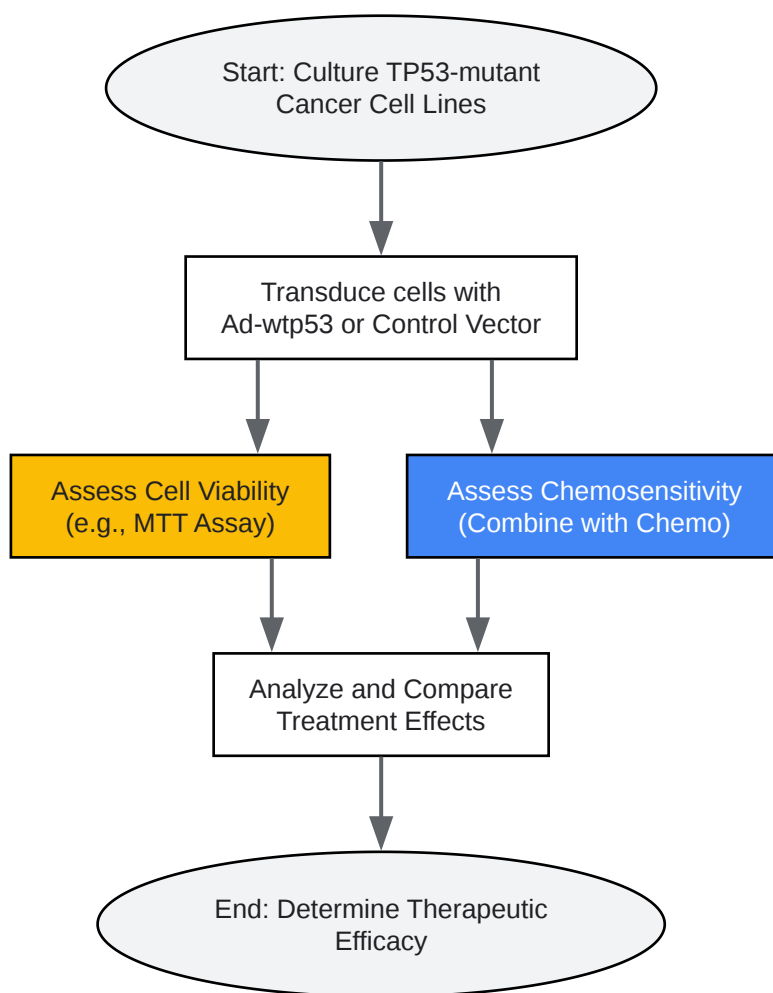 Start: Culture TP53-mutant
Cancer Cell Lines
Transduce cells with
Ad-wtp53 or Control Vector
Assess Cell Viability
(e.g., MTT Assay)
Assess Chemosensitivity
(Combine with Chemo)
Analyze and Compare
Treatment Effects
End: Determine Therapeutic
Efficacy